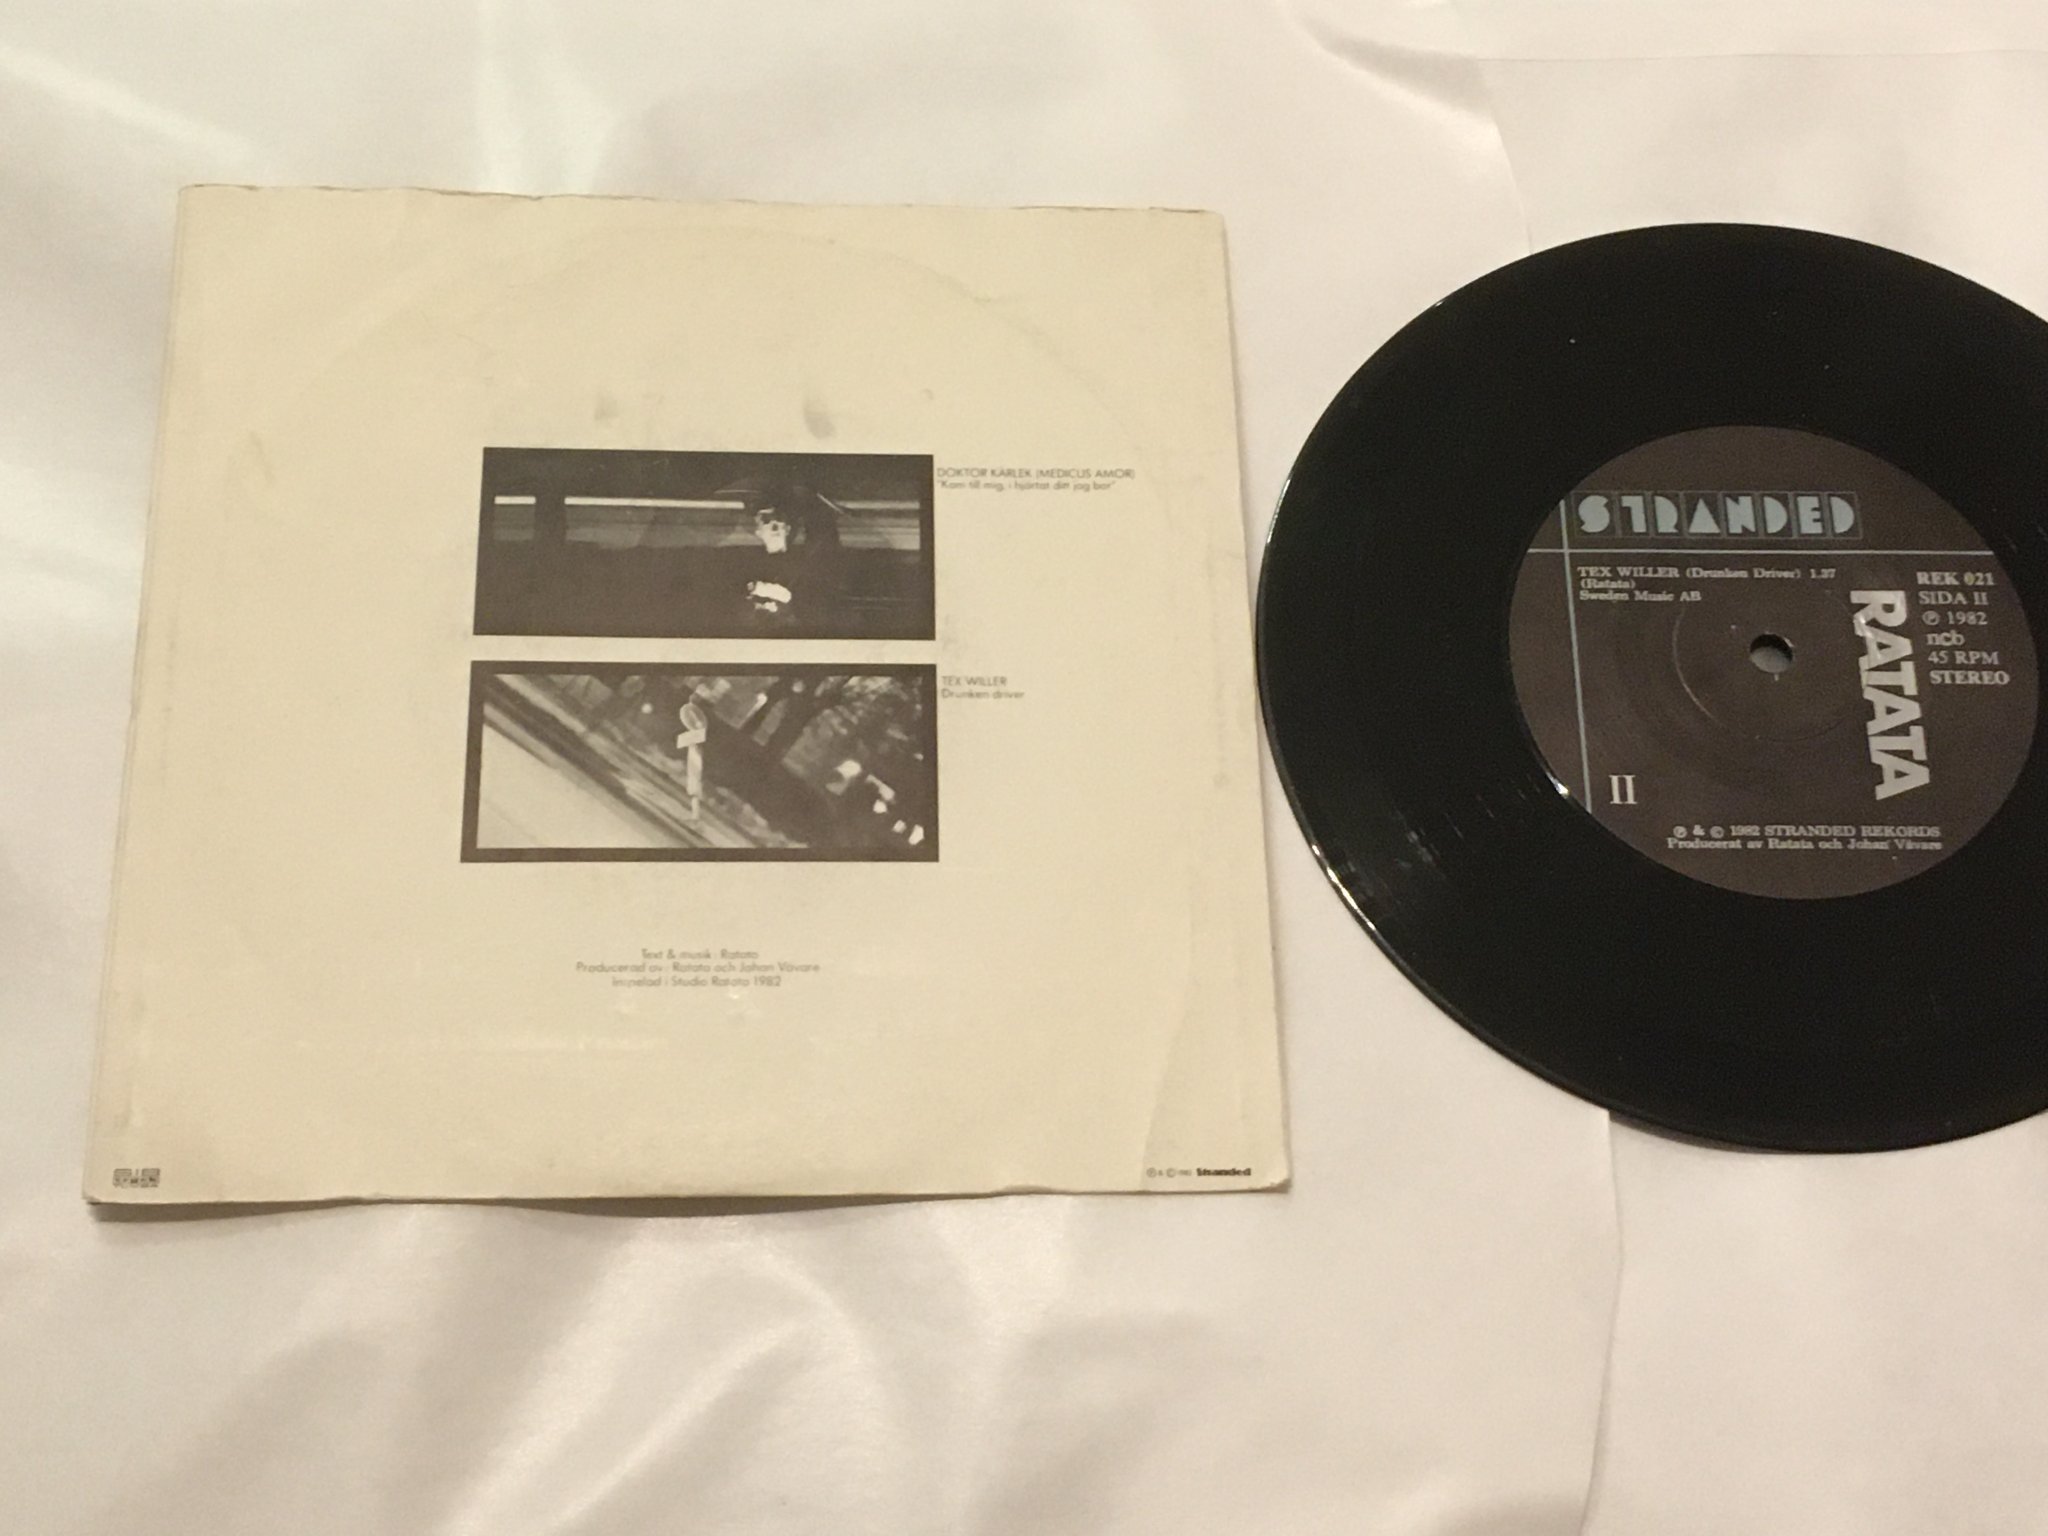 DOKTOR KÄRLEK (MEDICUS AMOR)
"Kom till mig, i hjärtat ditt jag bor"
TEX WILLER
Drunken driver
Text & musik : Ratata
Producerad av : Ratata och Johan Vävare
Inspelad i Studio Ratata 1982
℗ & © 1982 Stranded
STRANDED
TEX WILLER (Drunken Driver) 1.37
(Ratata)
Sweden Music AB
REK 021
SIDA II
℗ 1982
ncb
45 RPM
STEREO
RATATA
II
℗ & © 1982 STRANDED REKORDS
Producerat av Ratata och Johan Vävare